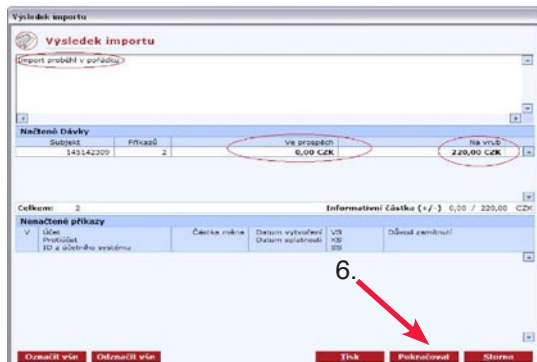 Výsledek importu
Výsledek importu
Import proběhl v pořádku
Načtené Dávky
Subjekt Příkazů Ve prospěch Na vrub
145142309 2 0,00 CZK 220,00 CZK
Celkem: 2 Informativní částka (+/-) 0,00 / 220,00 CZK
Nenačtené příkazy
V Účet Částka měna Datum vytvoření VS Důvod zamítnutí
Protiúčet Datum splatnosti KS
ID z účetního systému SS
6.
Označit vše Odznačit vše Tisk Pokračovat Storno